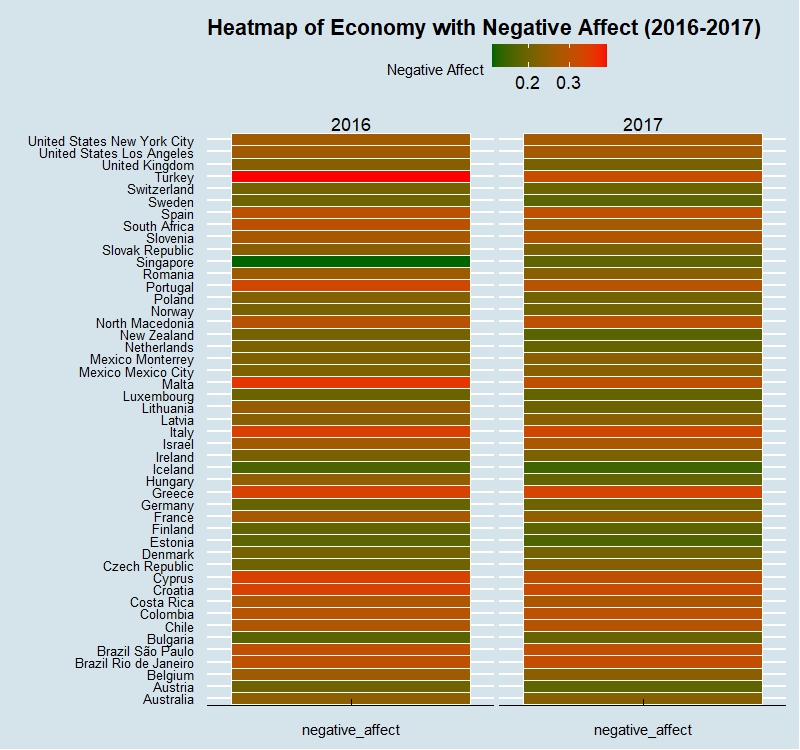 Heatmap of Economy with Negative Affect (2016-2017)
Negative Affect
0.2 0.3
2016 2017
United States New York City
United States Los Angeles
United Kingdom
Turkey
Switzerland
Sweden
Spain
South Africa
Slovenia
Slovak Republic
Singapore
Romania
Portugal
Poland
Norway
North Macedonia
New Zealand
Netherlands
Mexico Monterrey
Mexico Mexico City
Malta
Luxembourg
Lithuania
Latvia
Italy
Israel
Ireland
Iceland
Hungary
Greece
Germany
France
Finland
Estonia
Denmark
Czech Republic
Cyprus
Croatia
Costa Rica
Colombia
Chile
Bulgaria
Brazil São Paulo
Brazil Rio de Janeiro
Belgium
Austria
Australia
negative_affect negative_affect